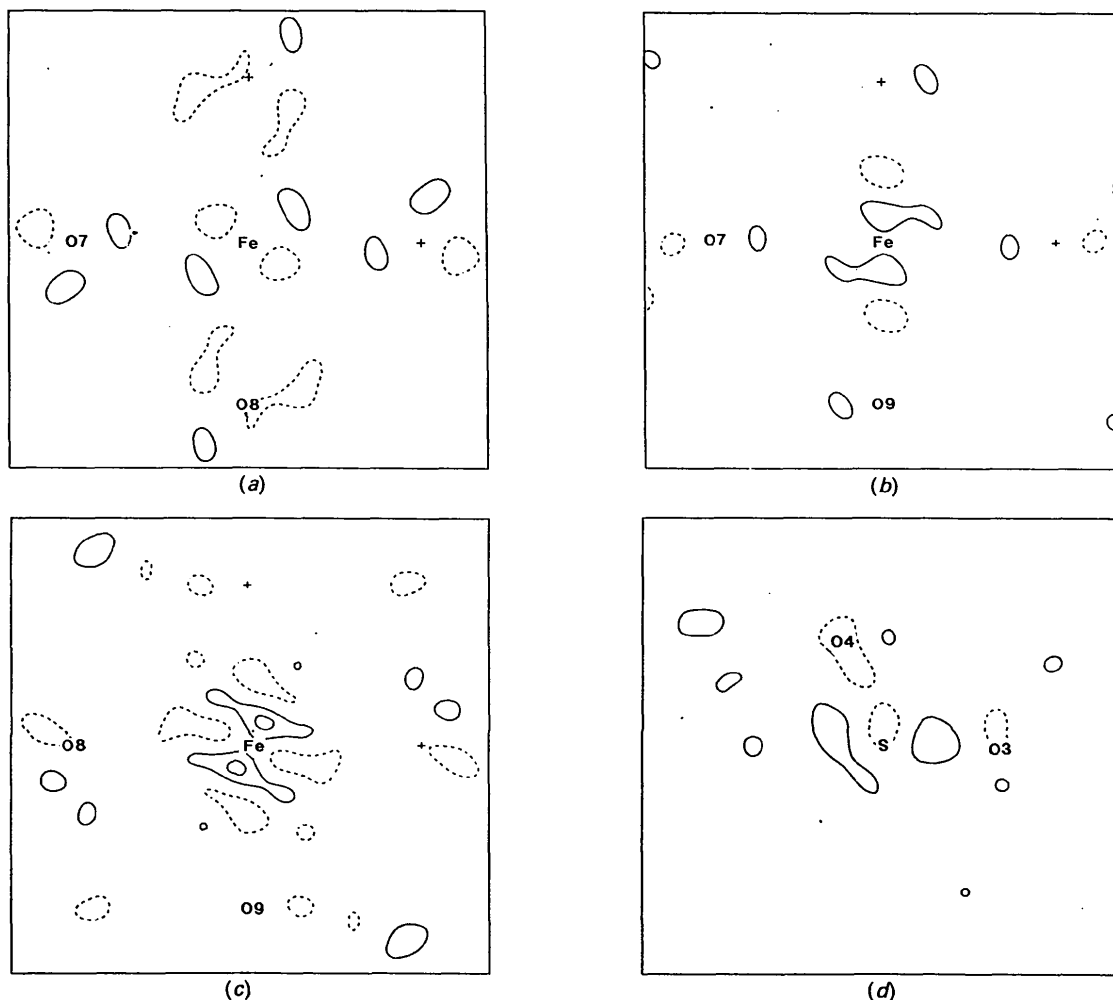 +
O7 Fe +
O8
(a)
+
O7 Fe +
O9
(b)
+
O8 Fe +
O9
(c)
O4
S O3
(d)